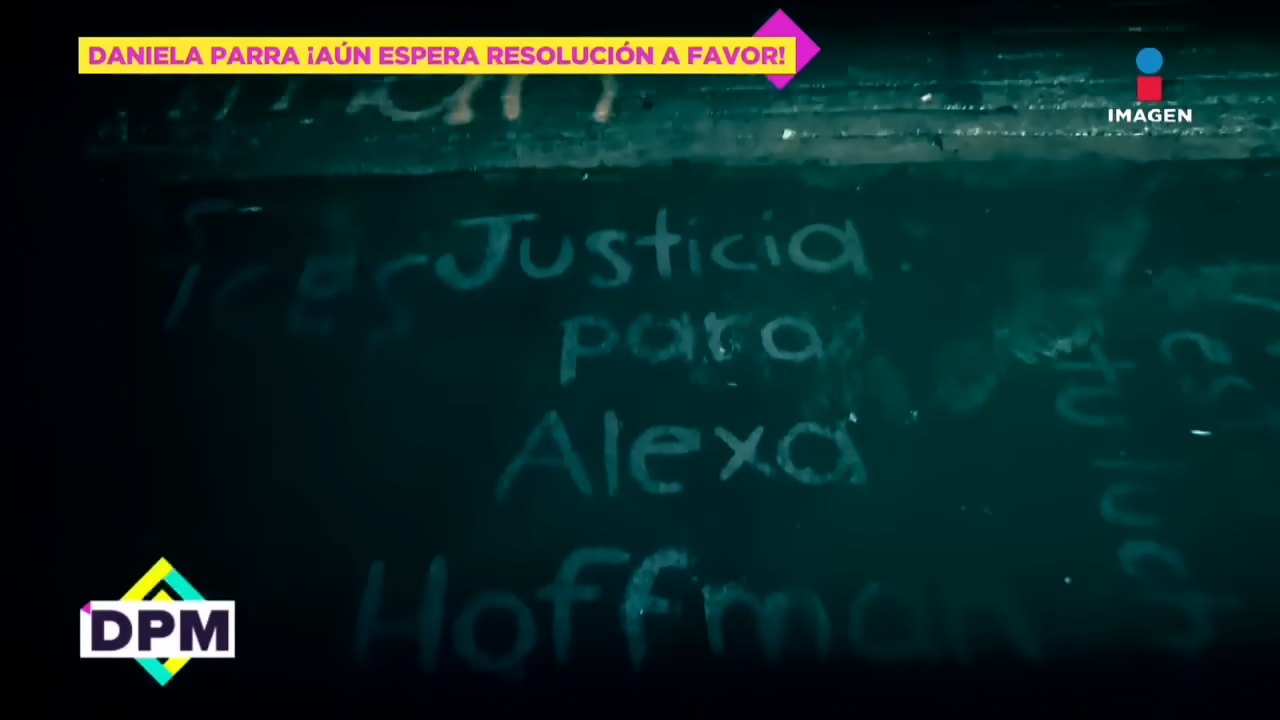 DANIELA PARRA ¡AÚN ESPERA RESOLUCIÓN A FAVOR!
IMAGEN
Justicia
para
Alexa
Hoffman
DPM